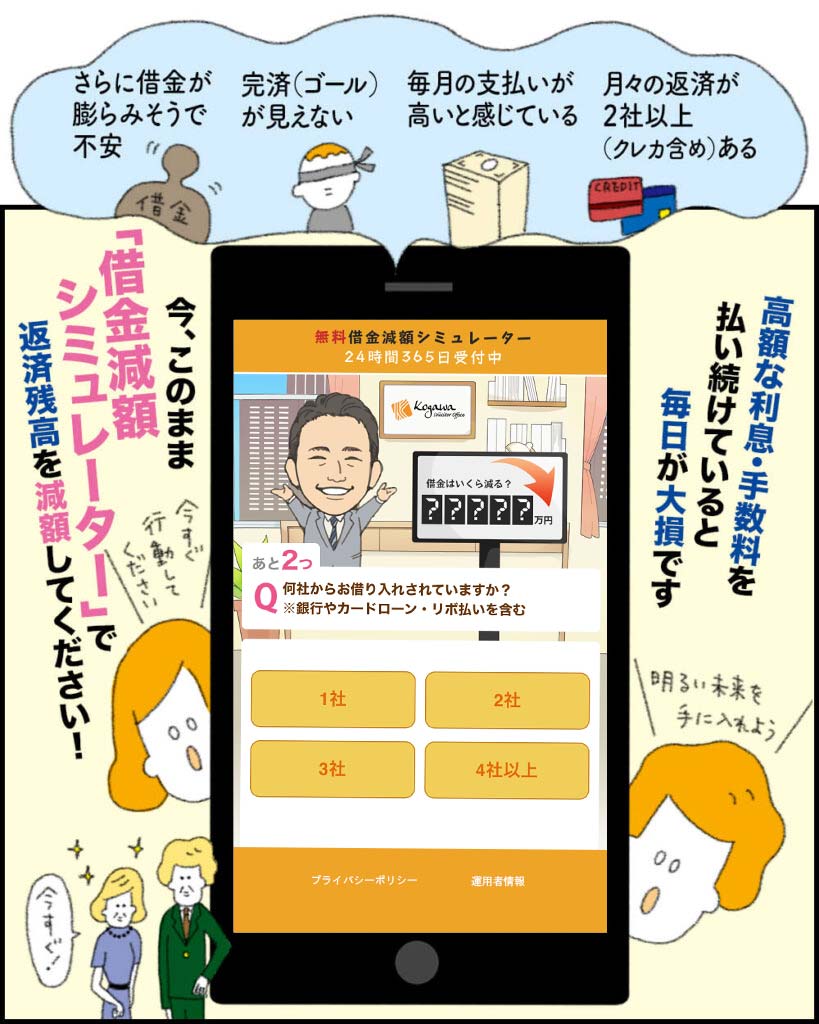 さらに借金が
膨らみそうで
不安
完済（ゴール）
が見えない
毎月の支払いが
高いと感じている
月々の返済が
2社以上
（クレカ含め）ある
借金
CREDIT
高額な利息・手数料を
払い続けていると
毎日が大損です
今、このまま
「借金減額
シミュレーター」で
返済残高を減額してください！
今すぐ
行動して
ください
無料借金減額シミュレーター
24時間365日受付中
Kogawa
借金はいくら減る？
?????万円
あと2つ
Q 何社からお借り入れされていますか？
※銀行やカードローン・リボ払いを含む
1社
2社
3社
4社以上
プライバシーポリシー
運用者情報
明るい未来を
手に入れよう
今すぐ！